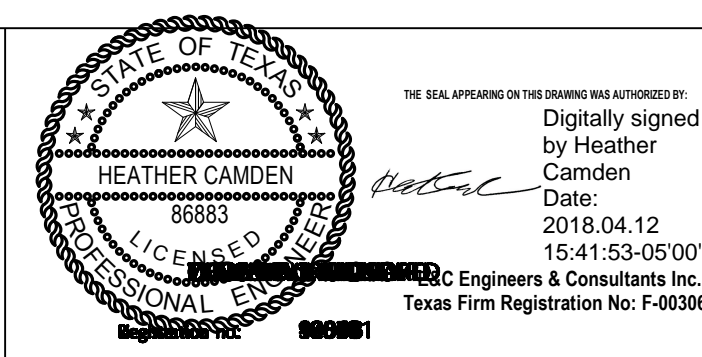 STATE OF TEXAS
HEATHER CAMDEN
86883
LICENSED
PROFESSIONAL ENGINEER
THE SEAL APPEARING ON THIS DRAWING WAS AUTHORIZED BY:
Digitally signed
by Heather
Camden
Date:
2018.04.12
15:41:53-05'00'
&C Engineers & Consultants Inc.
Texas Firm Registration No: F-00306
Registration no: